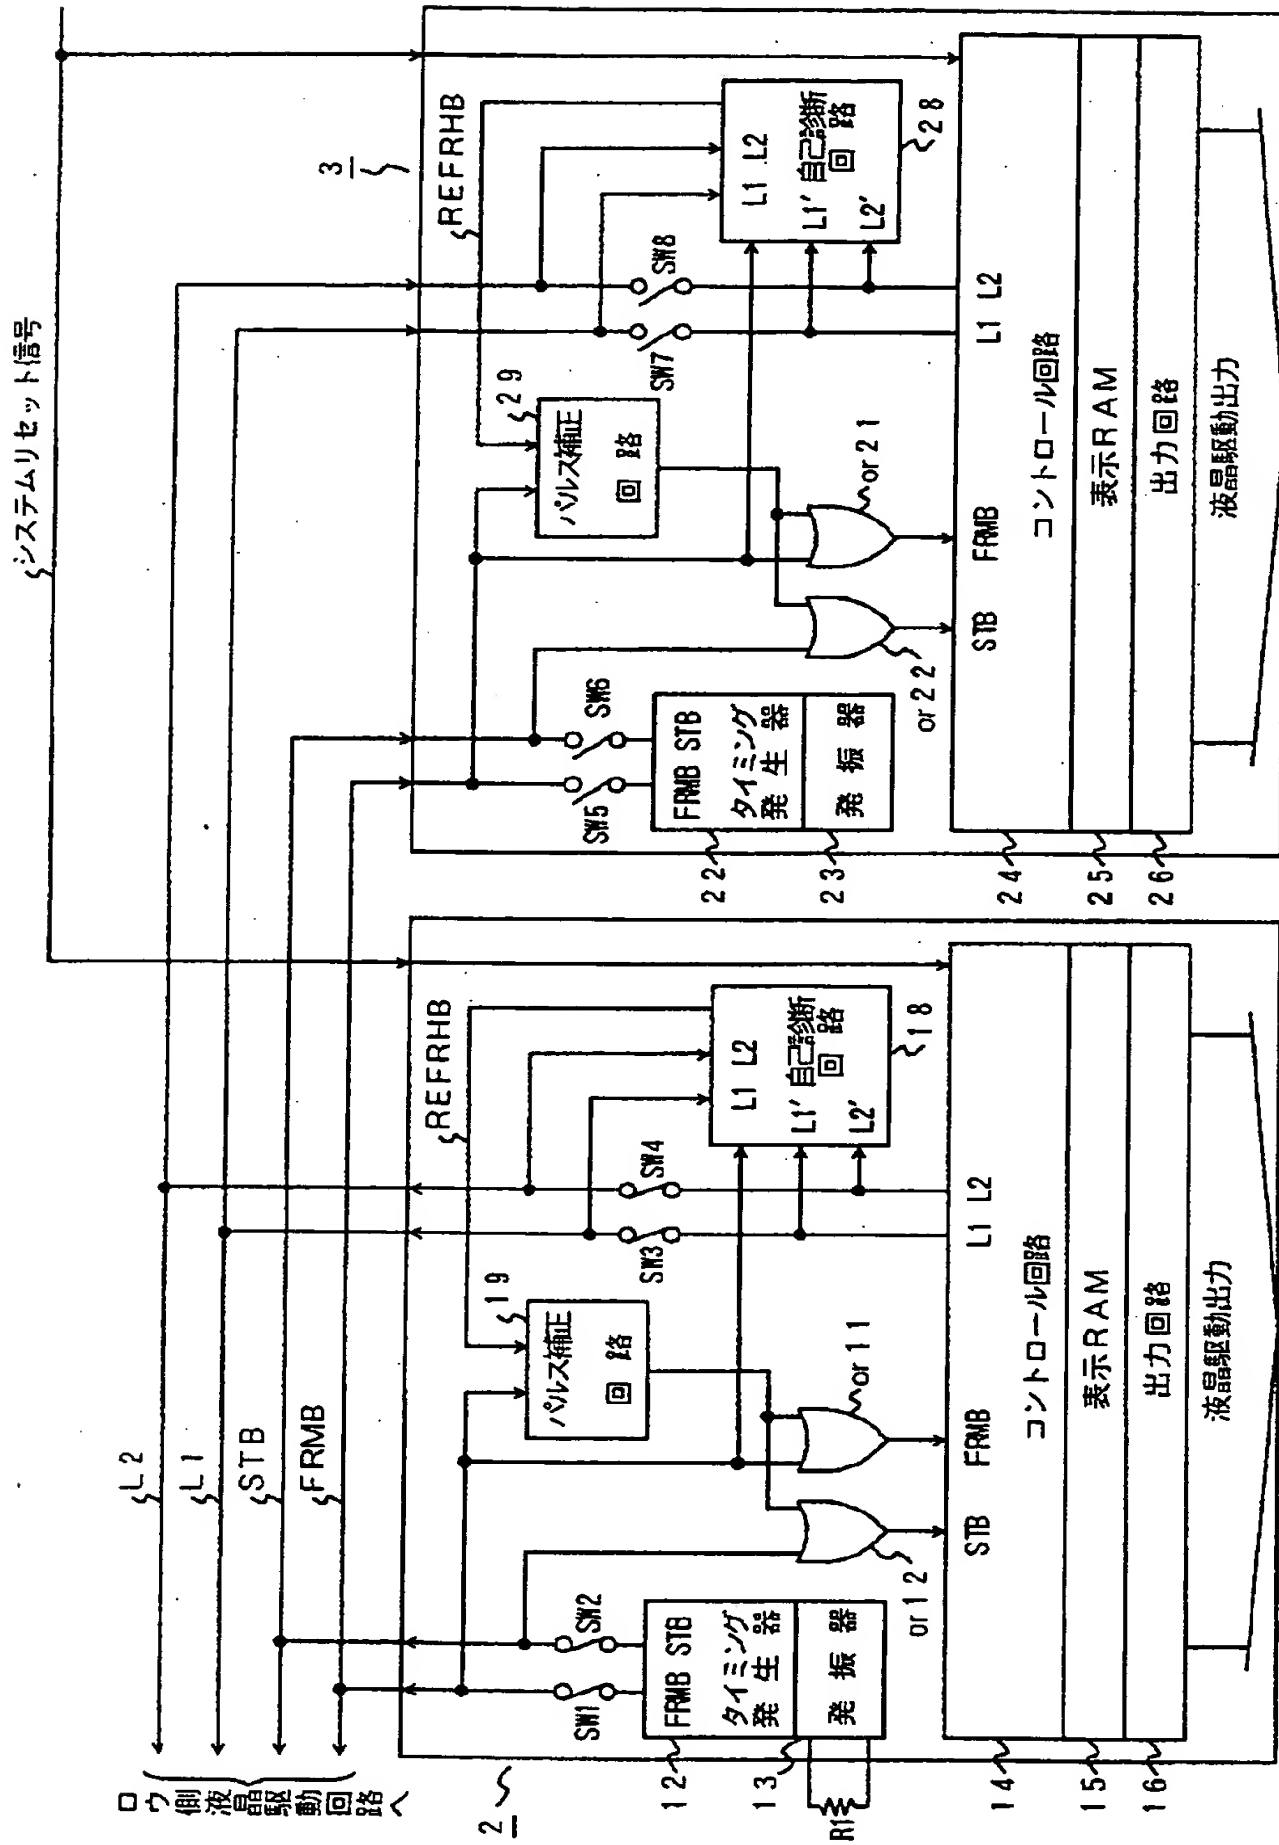 システムリセット信号
L2
L1
STB
FRMB
ロウ側液晶駆動回路へ
2
SW1
SW2
FRMB STB
タイミング
発生器
発振器
12
13
R1
パルス補正
回路
19
REFRHB
SW3
SW4
L1 L2
L1' 自己診断
回路
L2'
18
or11
or12
STB
FRMB
L1 L2
コントロール回路
表示RAM
出力回路
液晶駆動出力
14
15
16
3
SW5
SW6
FRMB STB
タイミング
発生器
発振器
22
23
パルス補正
回路
29
REFRHB
SW7
SW8
L1 L2
L1' 自己診断
回路
L2'
28
or21
or22
STB
FRMB
L1 L2
コントロール回路
表示RAM
出力回路
液晶駆動出力
24
25
26